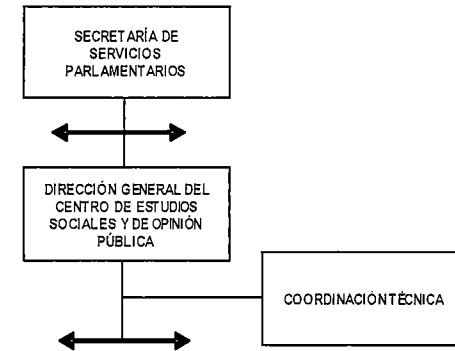 SECRETARÍA DE
SERVICIOS
PARLAMENTARIOS
DIRECCIÓN GENERAL DEL
CENTRO DE ESTUDIOS
SOCIALES Y DE OPINIÓN
PÚBLICA
COORDINACIÓN TÉCNICA